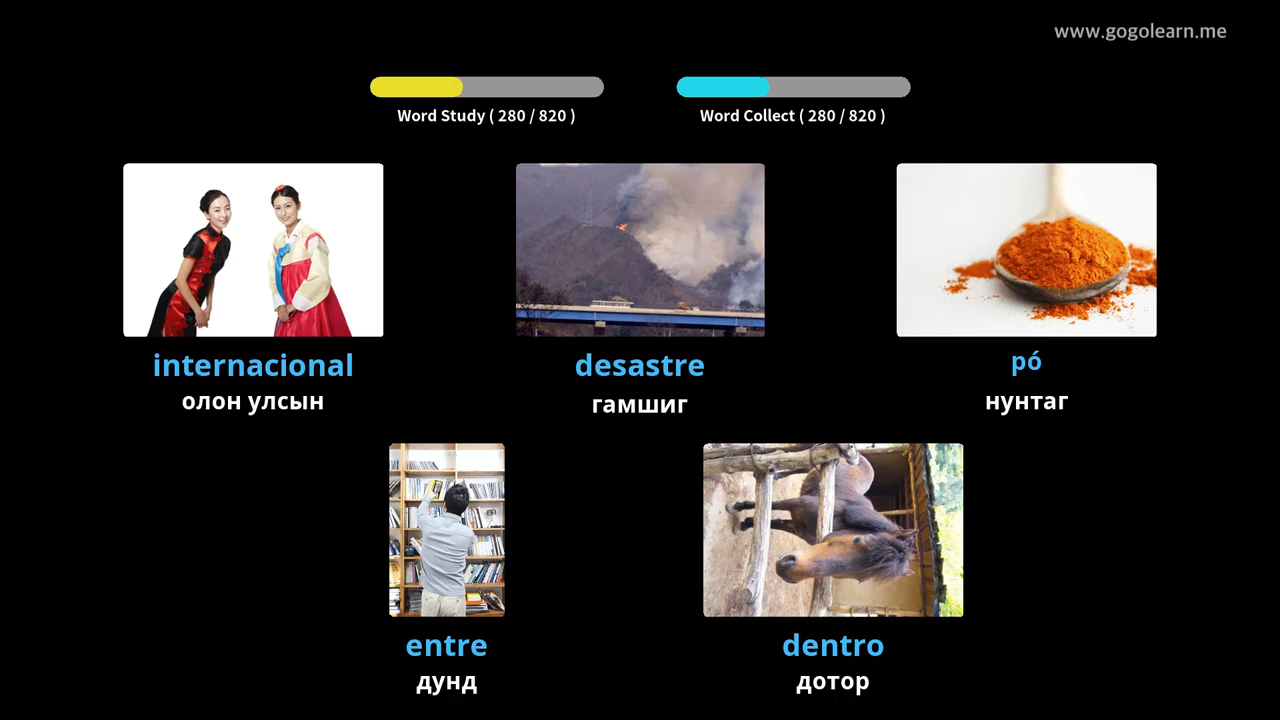 www.gogolearn.me
Word Study ( 280 / 820 )
Word Collect ( 280 / 820 )
internacional
олон улсын
desastre
гамшиг
pó
нунтаг
entre
дунд
dentro
дотор